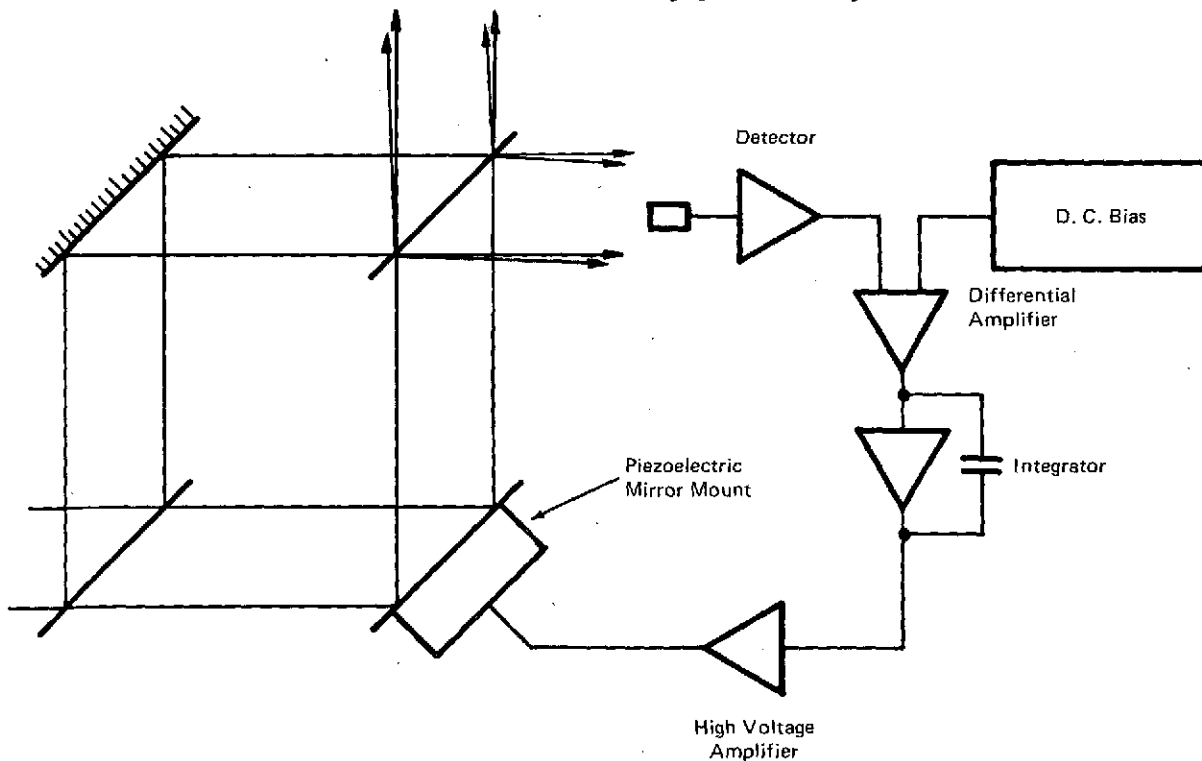 Detector
D. C. Bias
Differential
Amplifier
Piezoelectric
Mirror Mount
Integrator
High Voltage
Amplifier